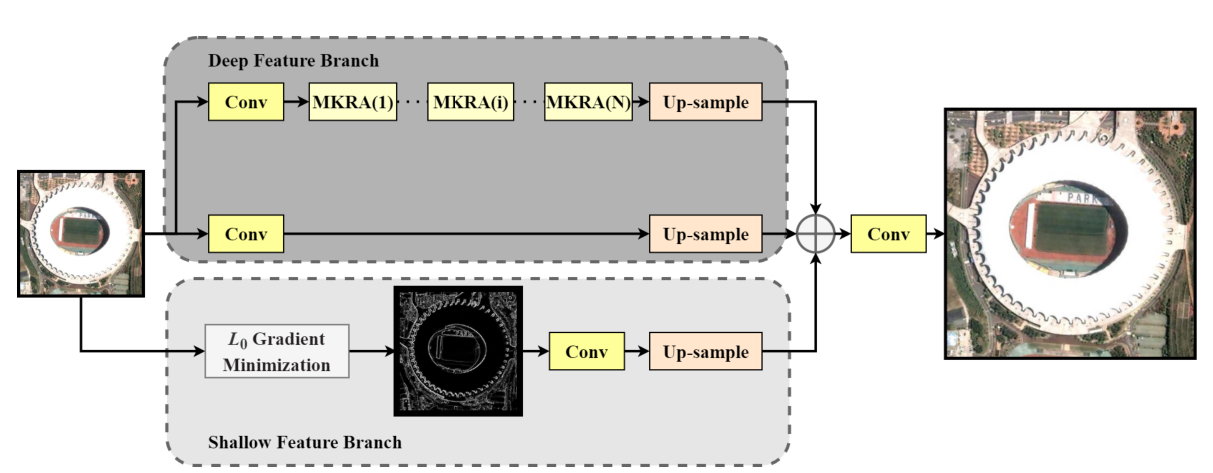 Deep Feature Branch
Conv
MKRA(1)
MKRA(i)
MKRA(N)
Up-sample
Conv
Up-sample
Conv
PARK
L0 Gradient
Minimization
Conv
Up-sample
Shallow Feature Branch